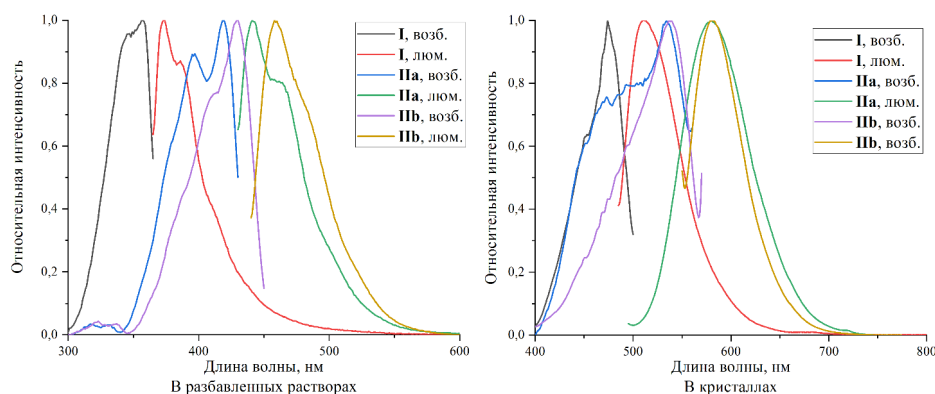 1,0
0,8
0,6
0,4
0,2
0,0
Относительная интенсивность
I, возб.
I, люм.
IIa, возб.
IIa, люм.
IIb, возб.
IIb, люм.
300 400 500 600
Длина волны, нм
В разбавленных растворах
1,0
0,8
0,6
0,4
0,2
0,0
Относительная интенсивность
I, возб.
I, люм.
IIa, возб.
IIa, люм.
IIb, возб.
IIb, возб.
400 500 600 700 800
Длина волны, нм
В кристаллах